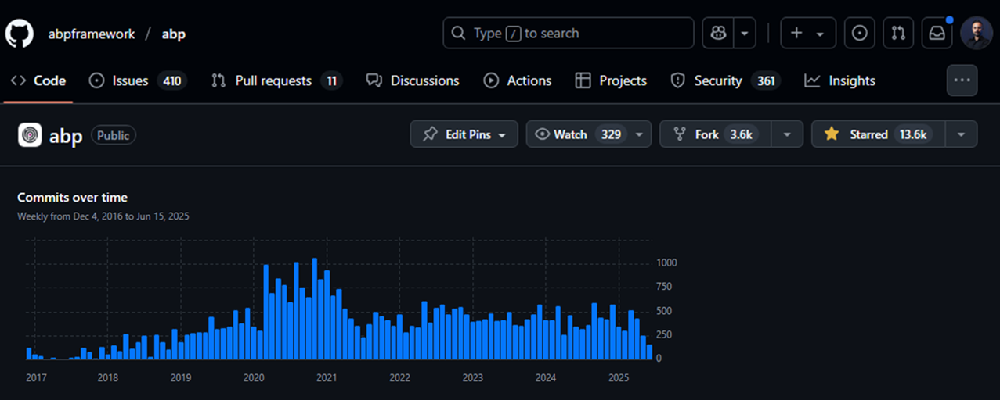 abpframework / abp
Type / to search
Code
Issues 410
Pull requests 11
Discussions
Actions
Projects
Security 361
Insights
abp Public
Edit Pins
Watch 329
Fork 3.6k
Starred 13.6k
Commits over time
Weekly from Dec 4, 2016 to Jun 15, 2025
1000
750
500
250
0
2017 2018 2019 2020 2021 2022 2023 2024 2025